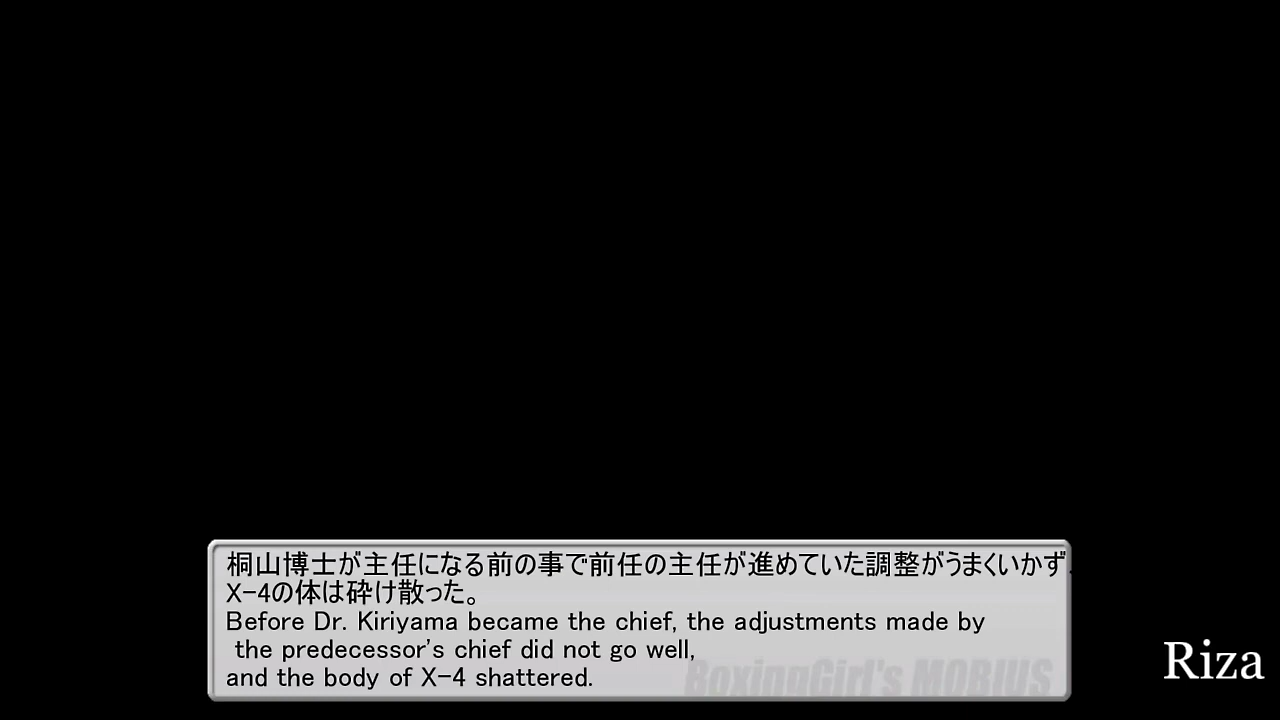 桐山博士が主任になる前の事で前任の主任が進めていた調整がうまくいかず、
X-4の体は砕け散った。
Before Dr. Kiriyama became the chief, the adjustments made by
the predecessor's chief did not go well,
and the body of X-4 shattered.
BoxingGirl's MOBIUS
Riza